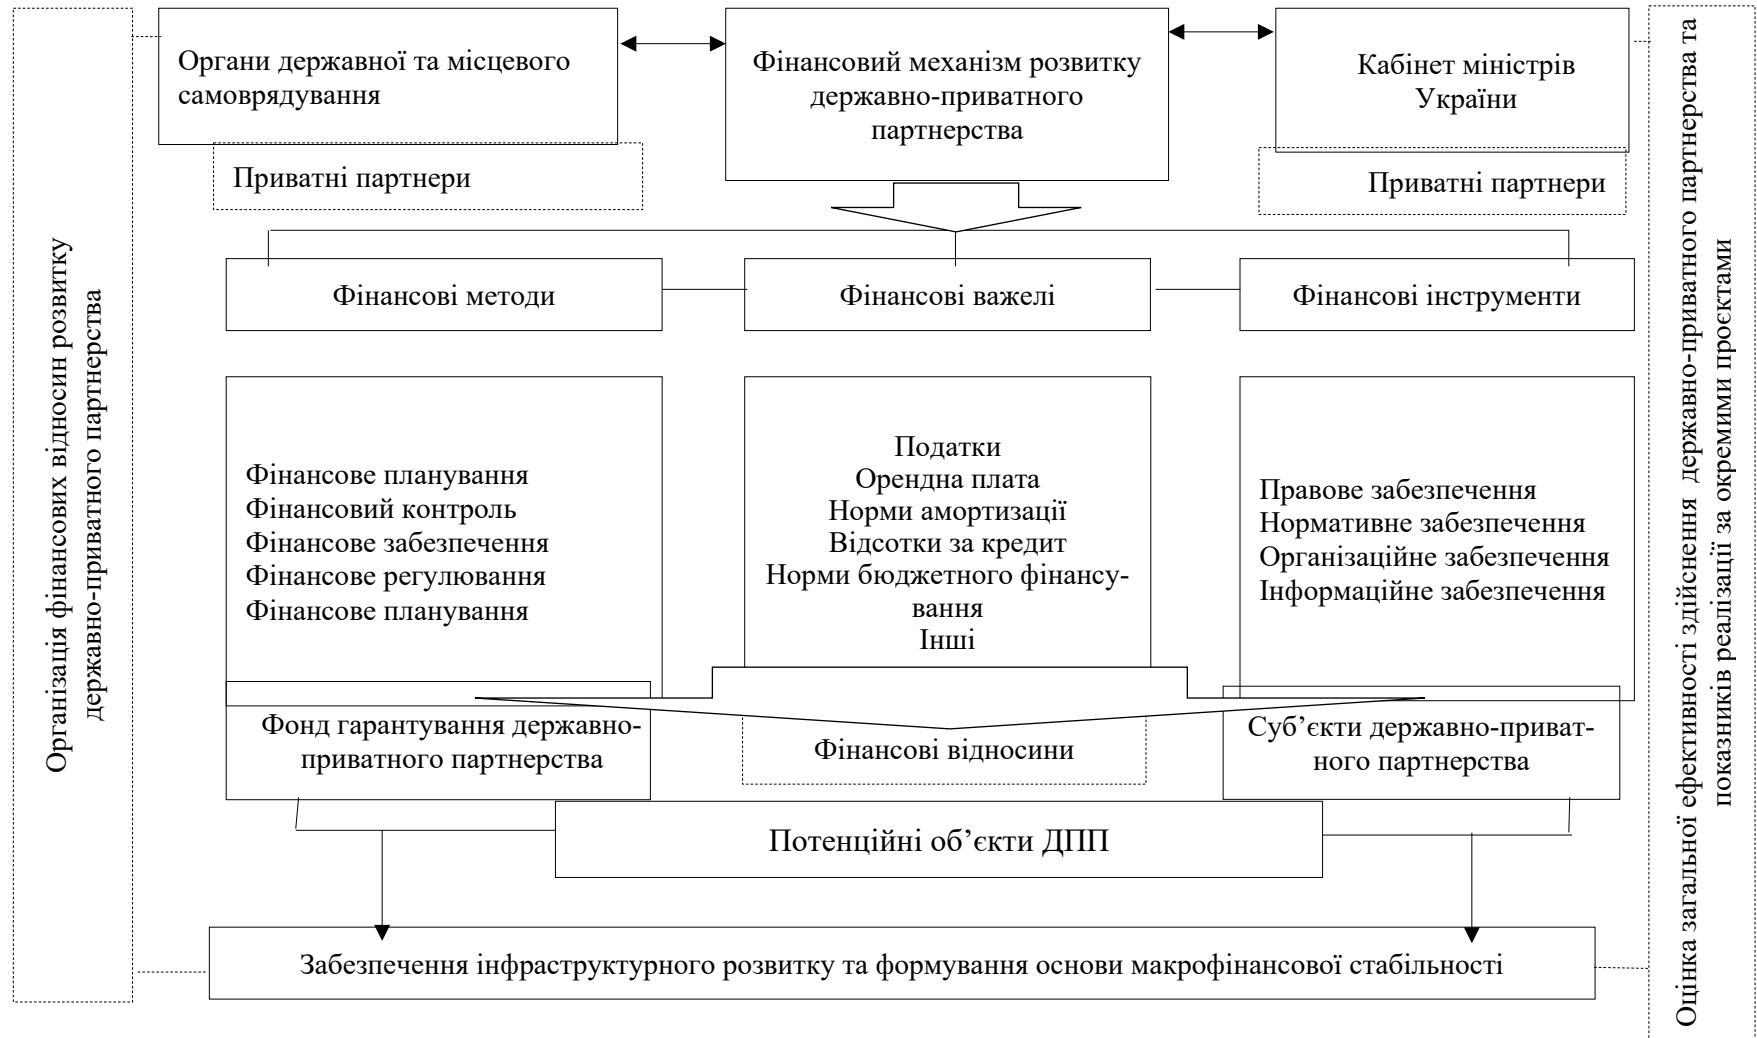 Організація фінансових відносин розвитку
державно-приватного партнерства
Органи державної та місцевого
самоврядування
Приватні партнери
Фінансовий механізм розвитку
державно-приватного
партнерства
Кабінет міністрів
України
Приватні партнери
Фінансові методи
Фінансові важелі
Фінансові інструменти
Фінансове планування
Фінансовий контроль
Фінансове забезпечення
Фінансове регулювання
Фінансове планування
Податки
Орендна плата
Норми амортизації
Відсотки за кредит
Норми бюджетного фінансу-
вання
Інші
Правове забезпечення
Нормативне забезпечення
Організаційне забезпечення
Інформаційне забезпечення
Фонд гарантування державно-
приватного партнерства
Фінансові відносини
Суб’єкти державно-приват-
ного партнерства
Потенційні об’єкти ДПП
Забезпечення інфраструктурного розвитку та формування основи макрофінансової стабільності
Оцінка загальної ефективності здійснення державно-приватного партнерства та
показників реалізації за окремими проєктами